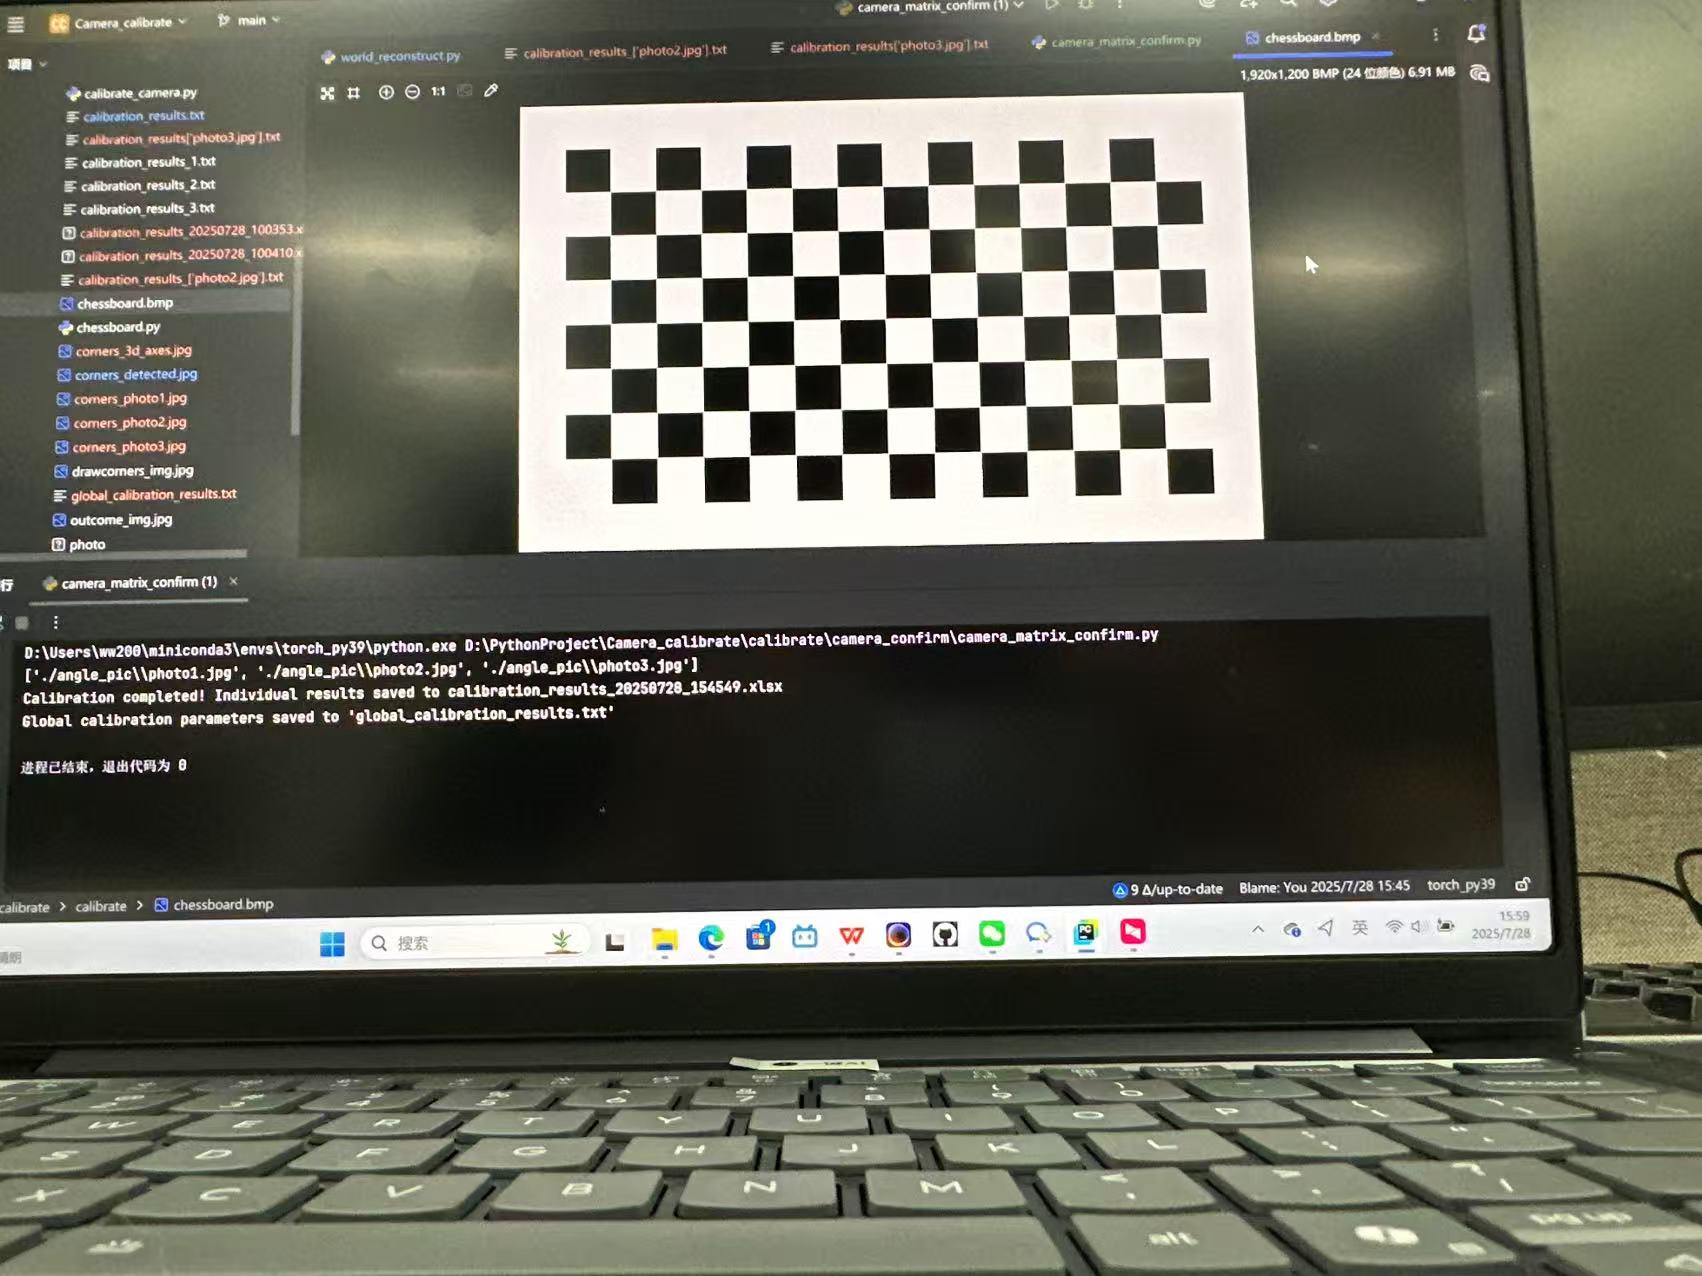 Camera_calibrate
main
camera_matrix_confirm (1)
world_reconstruct.py
calibration_results_['photo2.jpg'].txt
calibration_results['photo3.jpg'].txt
camera_matrix_confirm.py
chessboard.bmp
项目
1:1
1,920x1,200 BMP (24 位颜色) 6.91 MB
calibrate_camera.py
calibration_results.txt
calibration_results['photo3.jpg'].txt
calibration_results_1.txt
calibration_results_2.txt
calibration_results_3.txt
calibration_results_20250728_100353.x
calibration_results_20250728_100410.x
calibration_results_['photo2.jpg'].txt
chessboard.bmp
chessboard.py
corners_3d_axes.jpg
corners_detected.jpg
corners_photo1.jpg
corners_photo2.jpg
corners_photo3.jpg
drawcorners_img.jpg
global_calibration_results.txt
outcome_img.jpg
photo
行
camera_matrix_confirm (1)
D:\Users\ww200\miniconda3\envs\torch_py39\python.exe D:\PythonProject\Camera_calibrate\calibrate\camera_confirm\camera_matrix_confirm.py
['./angle_pic\\photo1.jpg', './angle_pic\\photo2.jpg', './angle_pic\\photo3.jpg']
Calibration completed! Individual results saved to calibration_results_20250728_154549.xlsx
Global calibration parameters saved to 'global_calibration_results.txt'
进程已结束，退出代码为 0
calibrate > calibrate > chessboard.bmp
9 Δ/up-to-date
Blame: You 2025/7/28 15:45
torch_py39
搜索
1
PC
英
15:59
2025/7/28
W E R T Y U I O P
S D F G H J K L
X C V B N M
alt
pg up